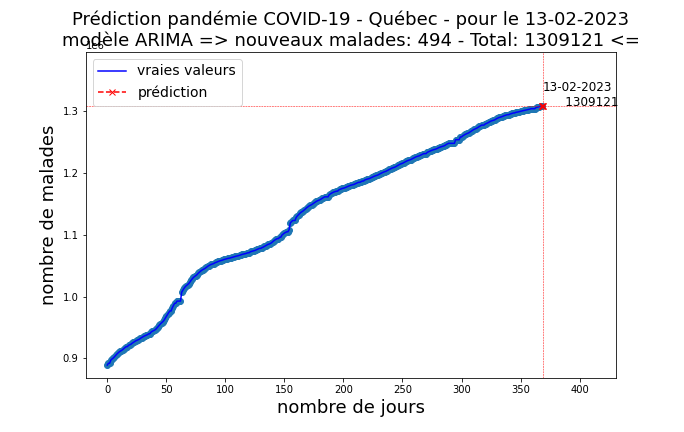 Prédiction pandémie COVID-19 - Québec - pour le 13-02-2023
modèle ARIMA => nouveaux malades: 494 - Total: 1309121 <=
1e6
vraies valeurs
prédiction
13-02-2023
1309121
1.3
1.2
1.1
1.0
0.9
nombre de malades
0 50 100 150 200 250 300 350 400
nombre de jours